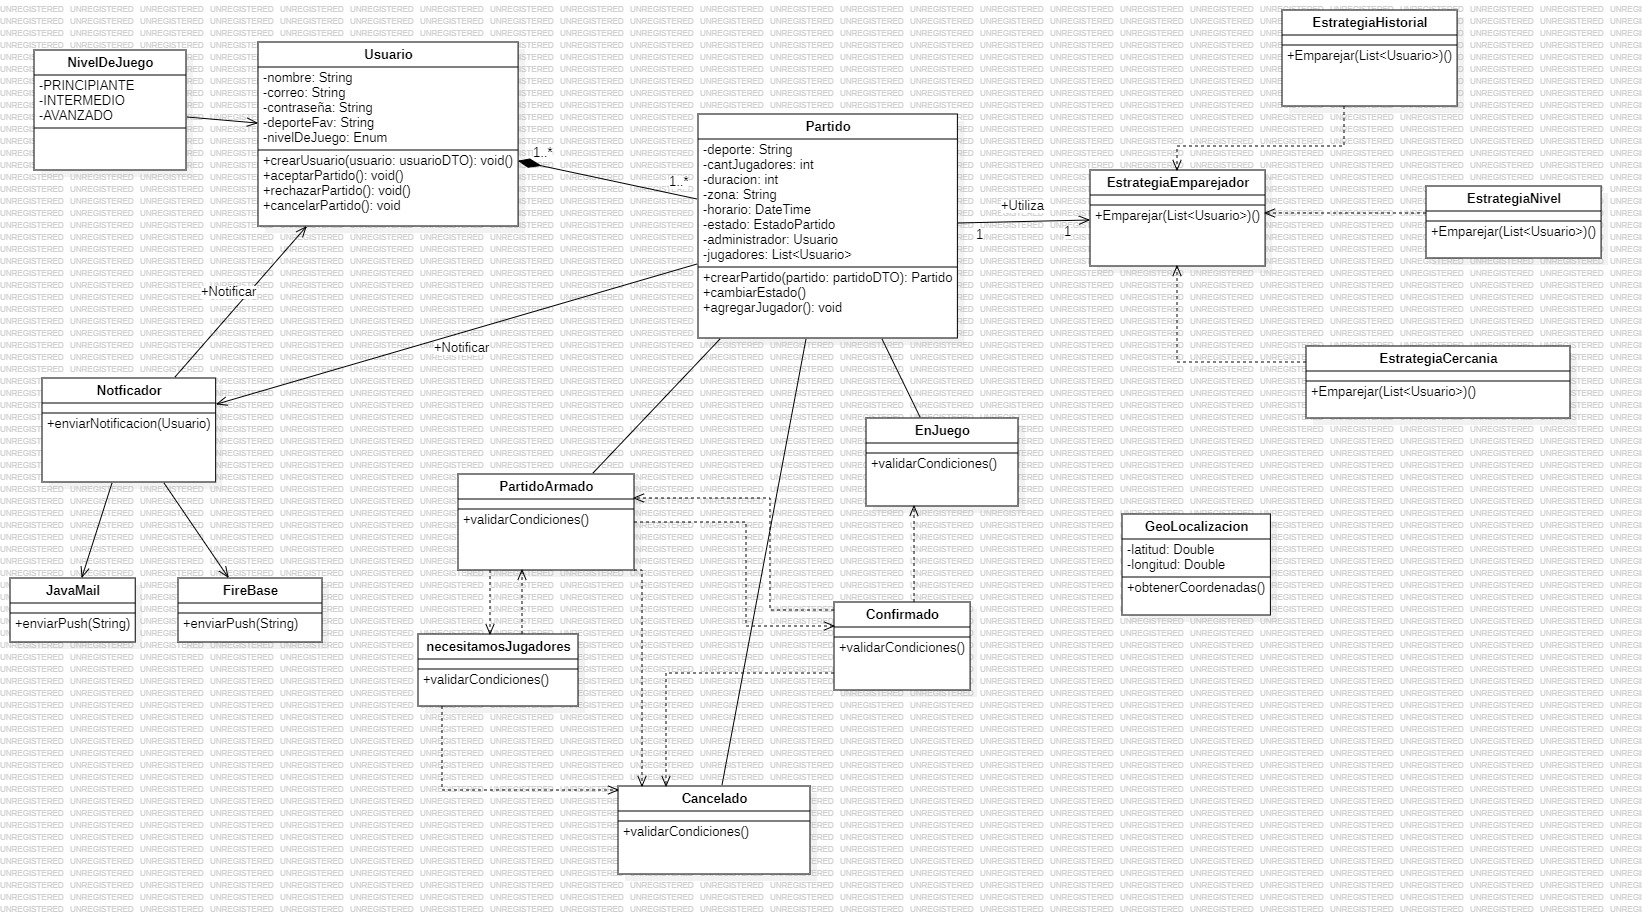 NivelDeJuego
-PRINCIPIANTE
-INTERMEDIO
-AVANZADO
Usuario
-nombre: String
-correo: String
-contraseña: String
-deporteFav: String
-nivelDeJuego: Enum
+crearUsuario(usuario: usuarioDTO): void()
+aceptarPartido(): void()
+rechazarPartido(): void()
+cancelarPartido(): void
1..*
1..*
Partido
-deporte: String
-cantJugadores: int
-duracion: int
-zona: String
-horario: DateTime
-estado: EstadoPartido
-administrador: Usuario
-jugadores: List<Usuario>
+crearPartido(partido: partidoDTO): Partido
+cambiarEstado()
+agregarJugador(): void
+Utiliza
1
1
EstrategiaHistorial
+Emparejar(List<Usuario>)()
EstrategiaEmparejador
+Emparejar(List<Usuario>)()
EstrategiaNivel
+Emparejar(List<Usuario>)()
EstrategiaCercania
+Emparejar(List<Usuario>)()
+Notificar
+Notificar
Notficador
+enviarNotificacion(Usuario)
JavaMail
+enviarPush(String)
FireBase
+enviarPush(String)
EnJuego
+validarCondiciones()
PartidoArmado
+validarCondiciones()
GeoLocalizacion
-latitud: Double
-longitud: Double
+obtenerCoordenadas()
necesitamosJugadores
+validarCondiciones()
Confirmado
+validarCondiciones()
Cancelado
+validarCondiciones()
UNREGISTERED